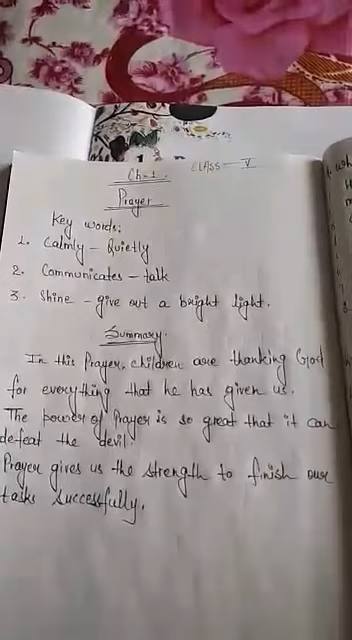 Ch-1.
CLASS - V
Prayer
Key words:
1. Calmly - Quietly
2. Communicates - talk
3. Shine - give out a bright light.
Summary.
In this Prayer, children are thanking God
for everything that he has given us.
The power of Prayer is so great that it can
defeat the devil.
Prayer gives us the strength to finish our
tasks successfully.